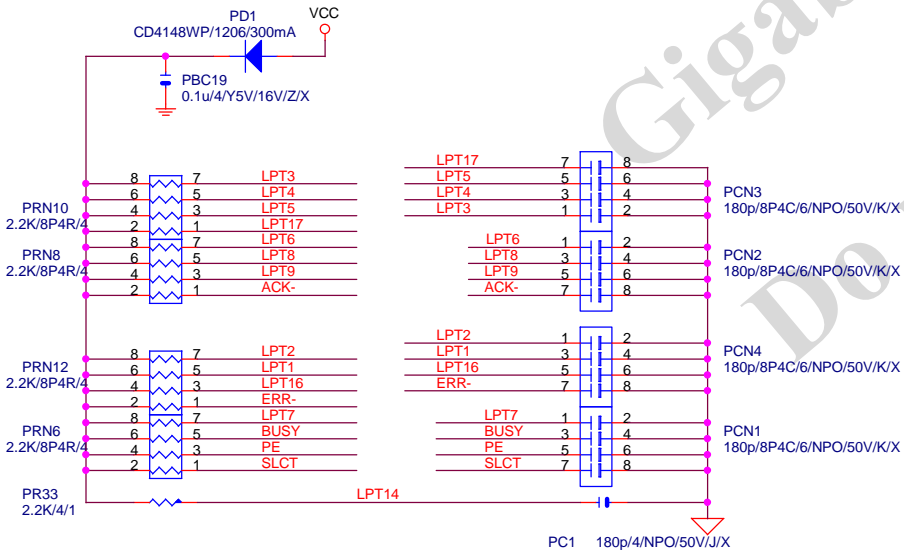 PD1 VCC
CD4148WP/1206/300mA
PBC19
0.1u/4/Y5V/16V/Z/X
Gigab
Do
8 7 LPT3
6 5 LPT4
4 3 LPT5
2 1 LPT17
PRN10
2.2K/8P4R/4
8 7 LPT6
6 5 LPT8
4 3 LPT9
2 1 ACK-
PRN8
2.2K/8P4R/4
8 7 LPT2
6 5 LPT1
4 3 LPT16
2 1 ERR-
PRN12
2.2K/8P4R/4
8 7 LPT7
6 5 BUSY
4 3 PE
2 1 SLCT
PRN6
2.2K/8P4R/4
PR33
2.2K/4/1
LPT14
LPT17 7 8
LPT5 5 6
LPT4 3 4
LPT3 1 2
PCN3
180p/8P4C/6/NPO/50V/K/X
LPT6 1 2
LPT8 3 4
LPT9 5 6
ACK- 7 8
PCN2
180p/8P4C/6/NPO/50V/K/X
LPT2 1 2
LPT1 3 4
LPT16 5 6
ERR- 7 8
PCN4
180p/8P4C/6/NPO/50V/K/X
LPT7 1 2
BUSY 3 4
PE 5 6
SLCT 7 8
PCN1
180p/8P4C/6/NPO/50V/K/X
PC1 180p/4/NPO/50V/J/X